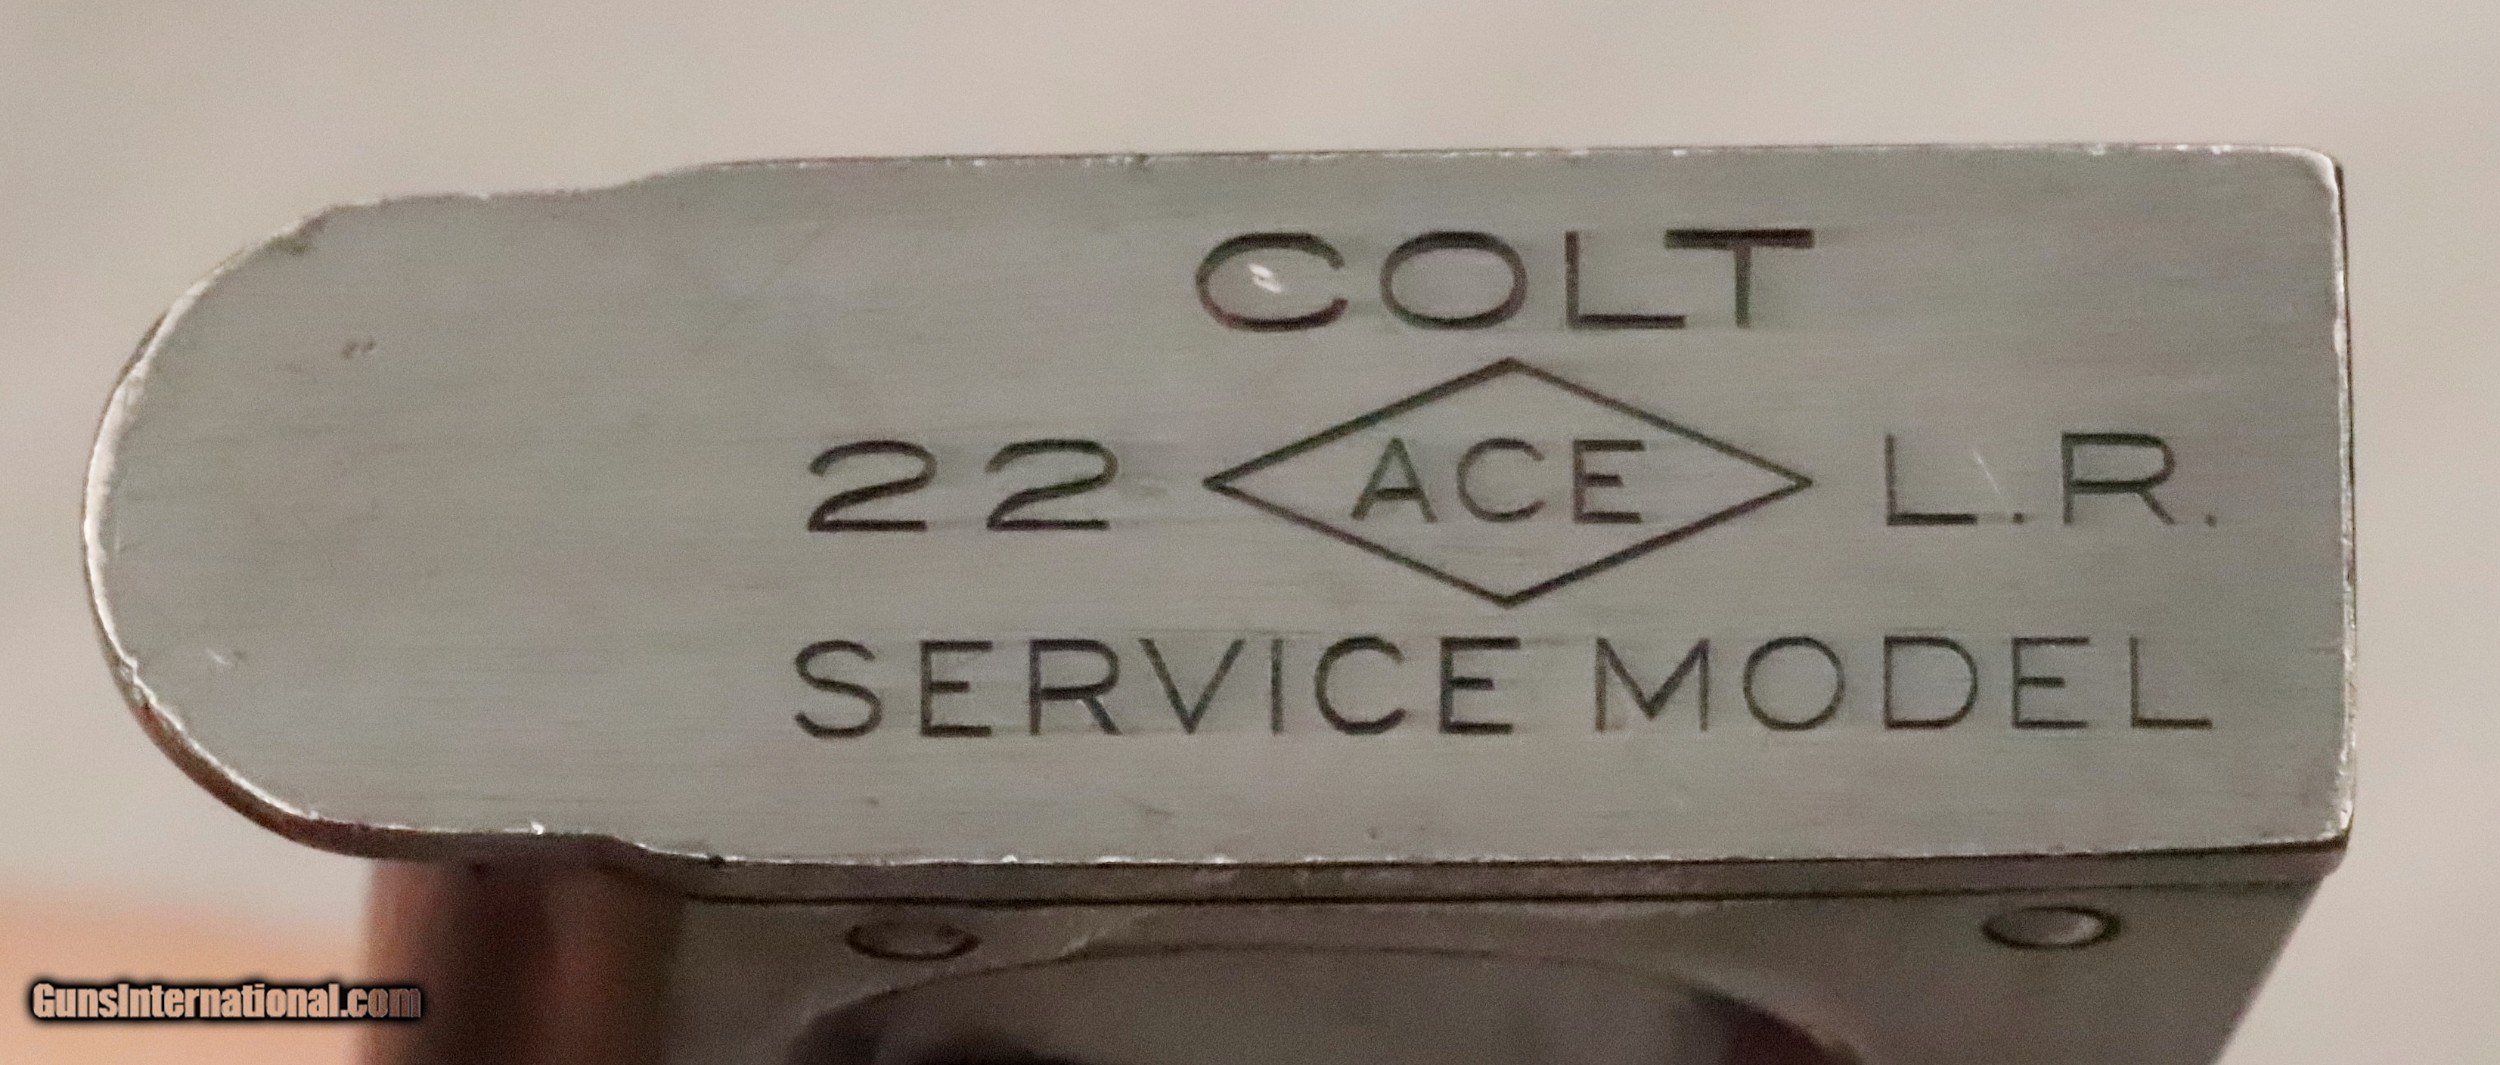 COLT
22 ACE L.R.
SERVICE MODEL
GunsInternational.com